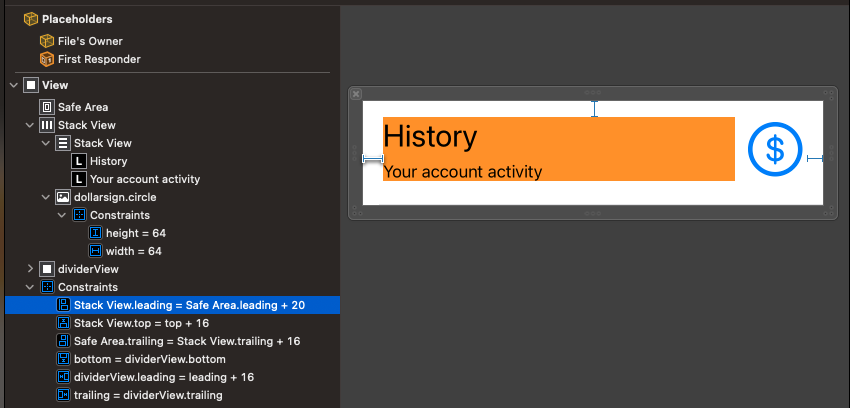 Placeholders
File's Owner
First Responder
View
Safe Area
Stack View
Stack View
L History
L Your account activity
dollarsign.circle
Constraints
height = 64
width = 64
dividerView
Constraints
Stack View.leading = Safe Area.leading + 20
Stack View.top = top + 16
Safe Area.trailing = Stack View.trailing + 16
bottom = dividerView.bottom
dividerView.leading = leading + 16
trailing = dividerView.trailing
History
Your account activity
$